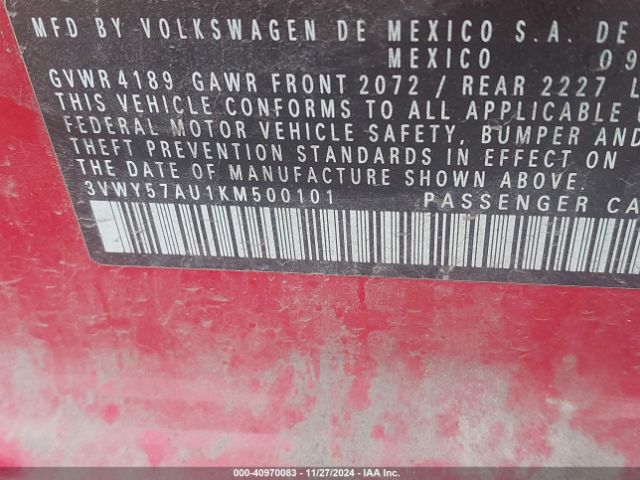 MFD BY VOLKSWAGEN DE MEXICO S.A. DE
MEXICO 09
GVWR 4189 GAWR FRONT 2072 / REAR 2227 L
THIS VEHICLE CONFORMS TO ALL APPLICABLE
FEDERAL MOTOR VEHICLE SAFETY, BUMPER AND
THEFT PREVENTION STANDARDS IN EFFECT ON
THE DATE OF MANUFACTURE SHOWN ABOVE
3VWY57AU1KM500101 PASSENGER CA
000-40970083 - 11/27/2024 - IAA Inc.